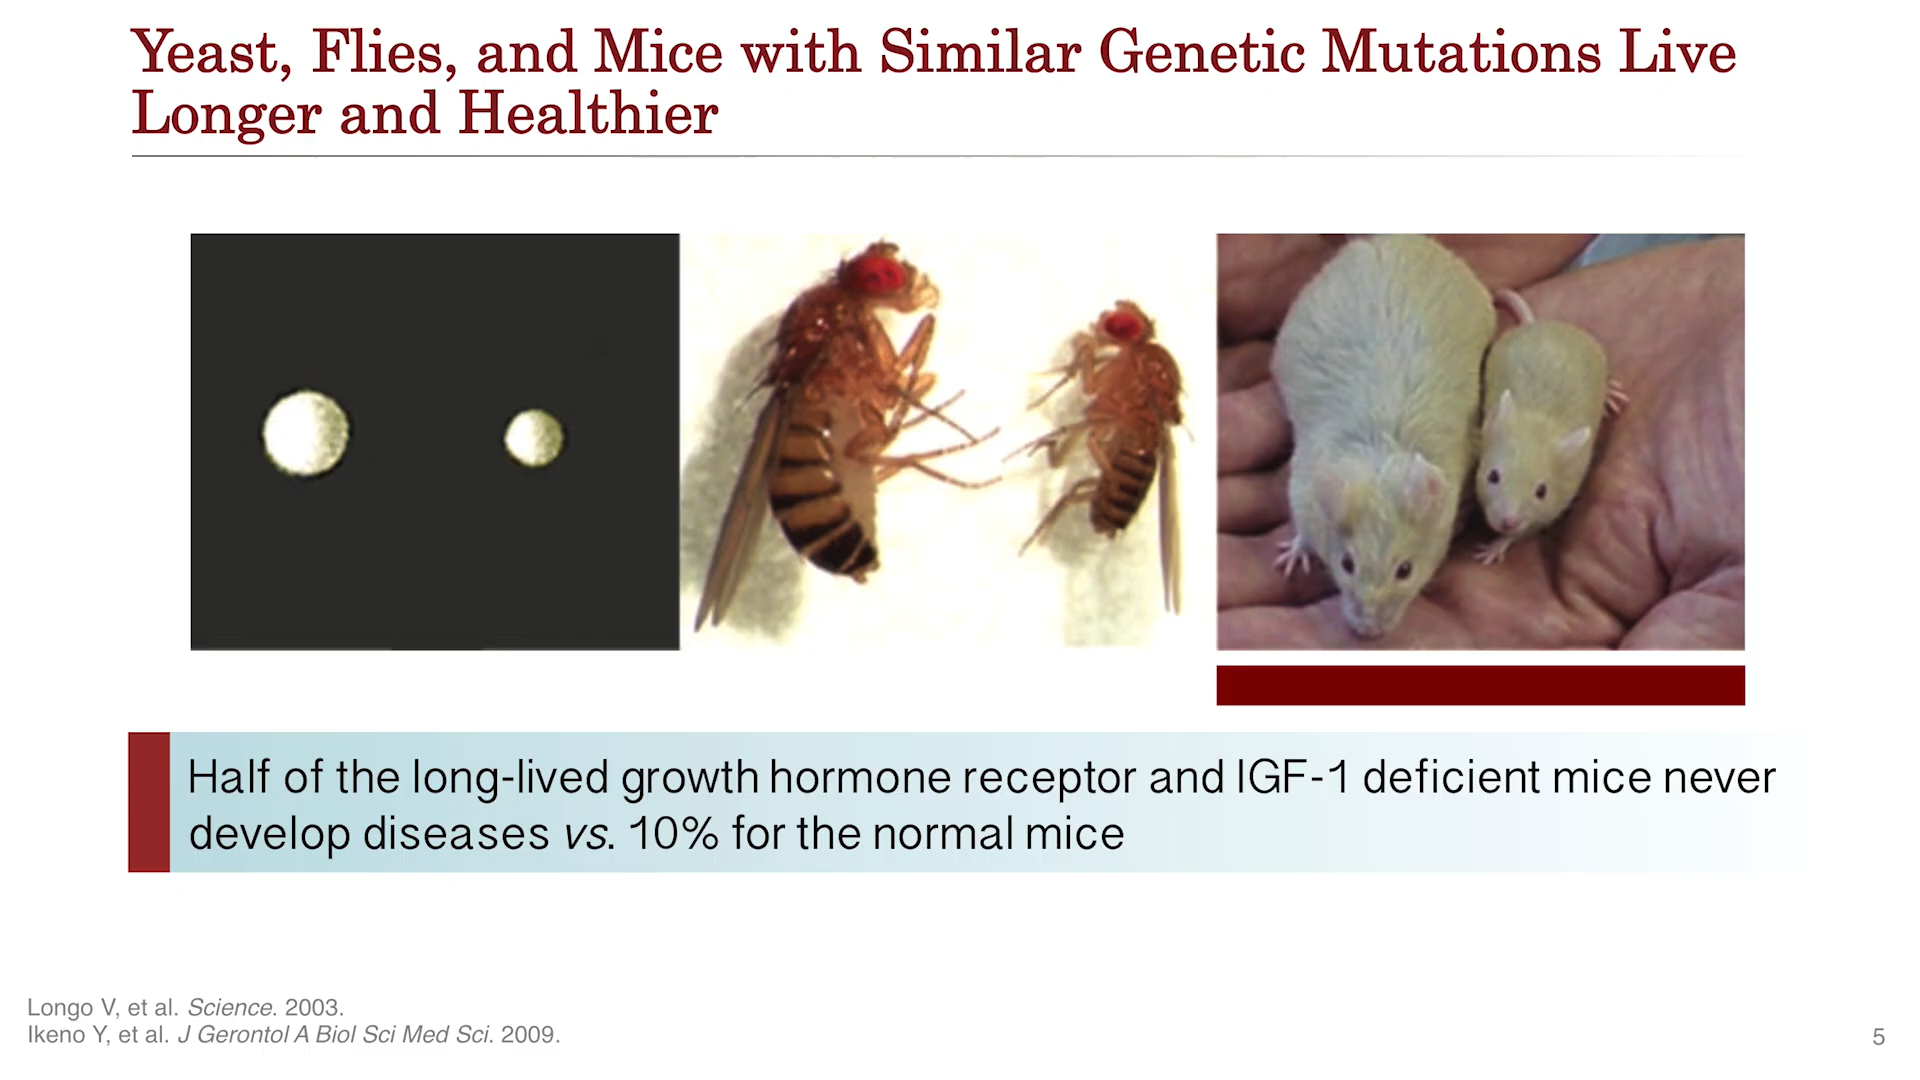 Yeast, Flies, and Mice with Similar Genetic Mutations Live
Longer and Healthier
Half of the long-lived growth hormone receptor and IGF-1 deficient mice never
develop diseases vs. 10% for the normal mice
Longo V, et al. Science. 2003.
Ikeno Y, et al. J Gerontol A Biol Sci Med Sci. 2009.
5